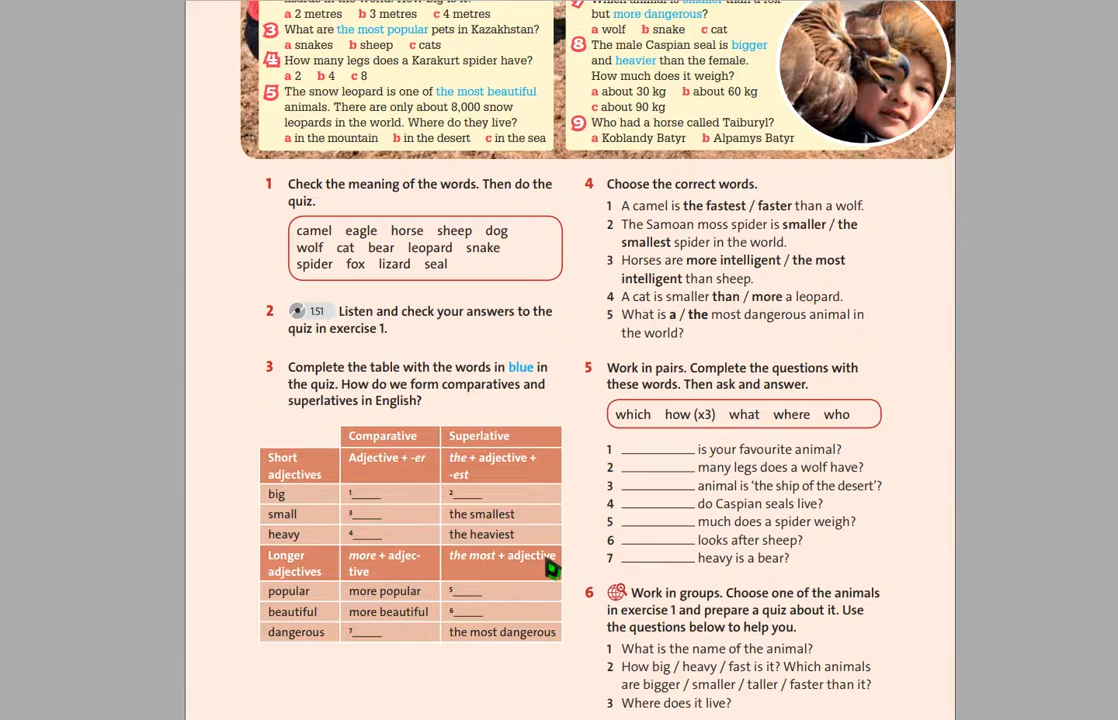 lizards in the world. How big is it?
a 2 metres b 3 metres c 4 metres
3 What are the most popular pets in Kazakhstan?
a snakes b sheep c cats
4 How many legs does a Karakurt spider have?
a 2 b 4 c 8
5 The snow leopard is one of the most beautiful
animals. There are only about 8,000 snow
leopards in the world. Where do they live?
a in the mountain b in the desert c in the sea
7 Which animal is smaller than a fox
but more dangerous?
a wolf b snake c cat
8 The male Caspian seal is bigger
and heavier than the female.
How much does it weigh?
a about 30 kg b about 60 kg
c about 90 kg
9 Who had a horse called Taiburyl?
a Koblandy Batyr b Alpamys Batyr
1 Check the meaning of the words. Then do the
quiz.
camel eagle horse sheep dog
wolf cat bear leopard snake
spider fox lizard seal
2 1.51 Listen and check your answers to the
quiz in exercise 1.
3 Complete the table with the words in blue in
the quiz. How do we form comparatives and
superlatives in English?
Comparative Superlative
Short adjectives Adjective + -er the + adjective + -est
big 1_____ 2_____
small 3_____ the smallest
heavy 4_____ the heaviest
Longer adjectives more + adjec-tive the most + adjective
popular more popular 5_____
beautiful more beautiful 6_____
dangerous 7_____ the most dangerous
4 Choose the correct words.
1 A camel is the fastest / faster than a wolf.
2 The Samoan moss spider is smaller / the
smallest spider in the world.
3 Horses are more intelligent / the most
intelligent than sheep.
4 A cat is smaller than / more a leopard.
5 What is a / the most dangerous animal in
the world?
5 Work in pairs. Complete the questions with
these words. Then ask and answer.
which how (x3) what where who
1 __________ is your favourite animal?
2 __________ many legs does a wolf have?
3 __________ animal is ‘the ship of the desert’?
4 __________ do Caspian seals live?
5 __________ much does a spider weigh?
6 __________ looks after sheep?
7 __________ heavy is a bear?
6 Work in groups. Choose one of the animals
in exercise 1 and prepare a quiz about it. Use
the questions below to help you.
1 What is the name of the animal?
2 How big / heavy / fast is it? Which animals
are bigger / smaller / taller / faster than it?
3 Where does it live?